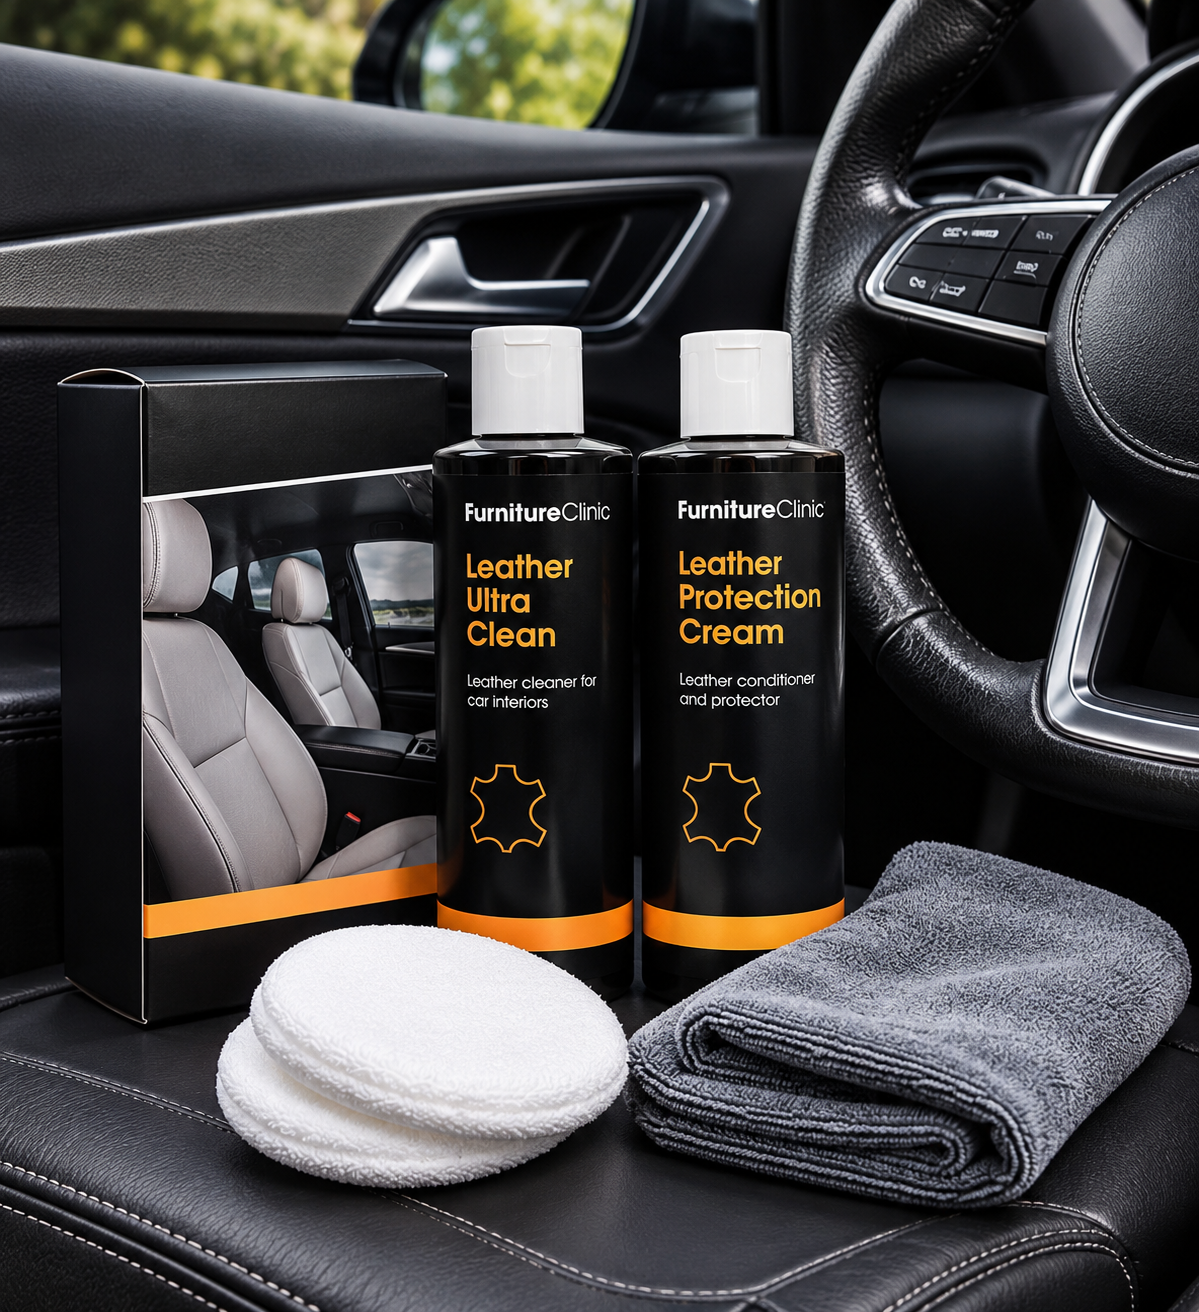 FurnitureClinic
Leather
Ultra
Clean
Leather cleaner for
car interiors
FurnitureClinic
Leather
Protection
Cream
Leather conditioner
and protector